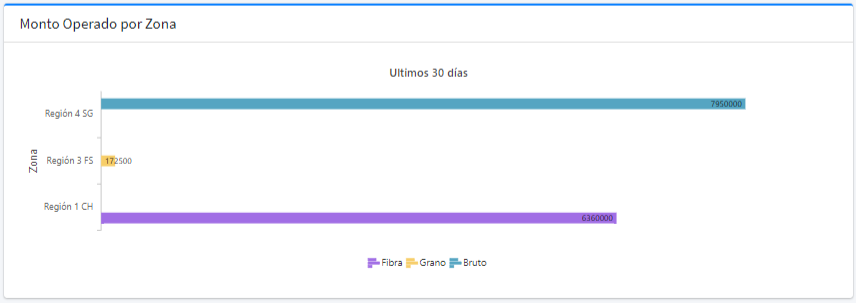 Monto Operado por Zona
Ultimos 30 días
Región 4 SG
7950000
Zona
Región 3 FS
172500
Región 1 CH
6360000
Fibra Grano Bruto